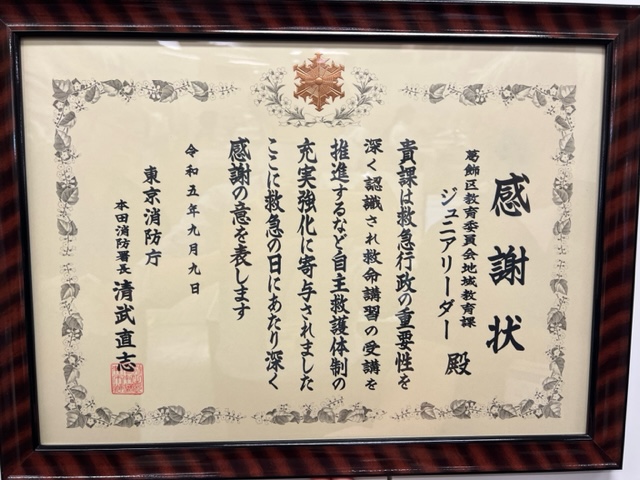 感謝状
葛飾区教育委員会地域教育課
ジュニアリーダー 殿
貴課は救急行政の重要性を
深く認識され救命講習の受講を
推進するなど自主救護体制の
充実強化に寄与されました
ここに救急の日にあたり深く
感謝の意を表します
令和五年九月九日
東京消防庁
本田消防署長 清武直志